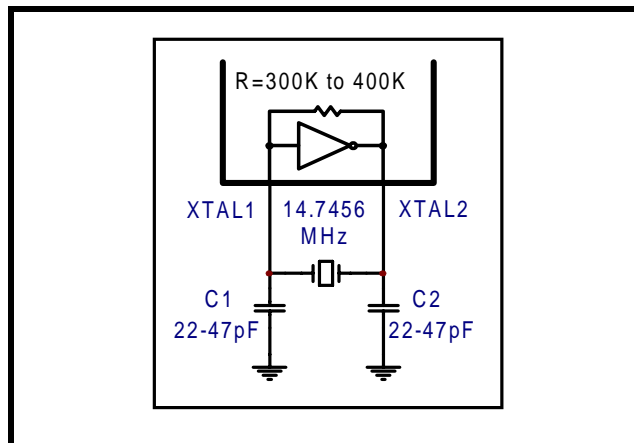 R=300K to 400K
XTAL1 14.7456 XTAL2
MHz
C1 C2
22-47pF 22-47pF